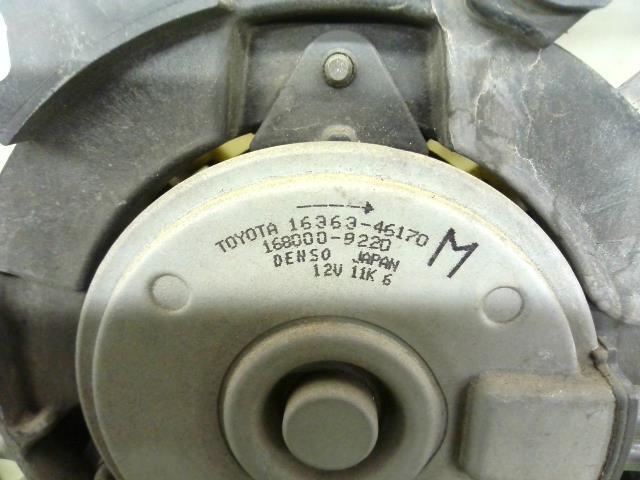 TOYOTA 16363-46170
168000-9220
DENSO JAPAN
12V 11K 6
M